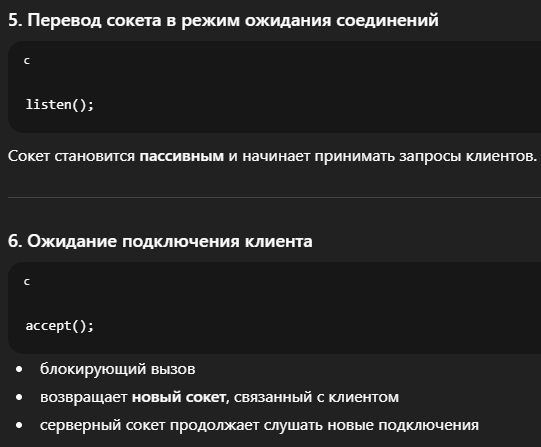 5. Перевод сокета в режим ожидания соединений
c
listen();
Сокет становится пассивным и начинает принимать запросы клиентов.
6. Ожидание подключения клиента
c
accept();
• блокирующий вызов
• возвращает новый сокет, связанный с клиентом
• серверный сокет продолжает слушать новые подключения